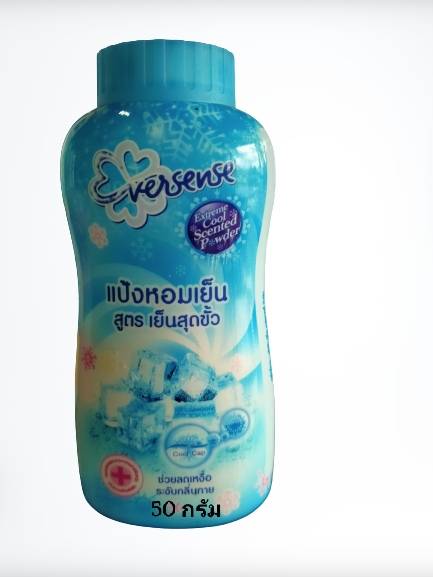 Eversense
Extreme
Cool
Scented
Powder
แป้งหอมเย็น
สูตร เย็นสุดขั้ว
Cool Cap
ช่วยลดเหงื่อ
ระงับกลิ่นกาย
50 กรัม